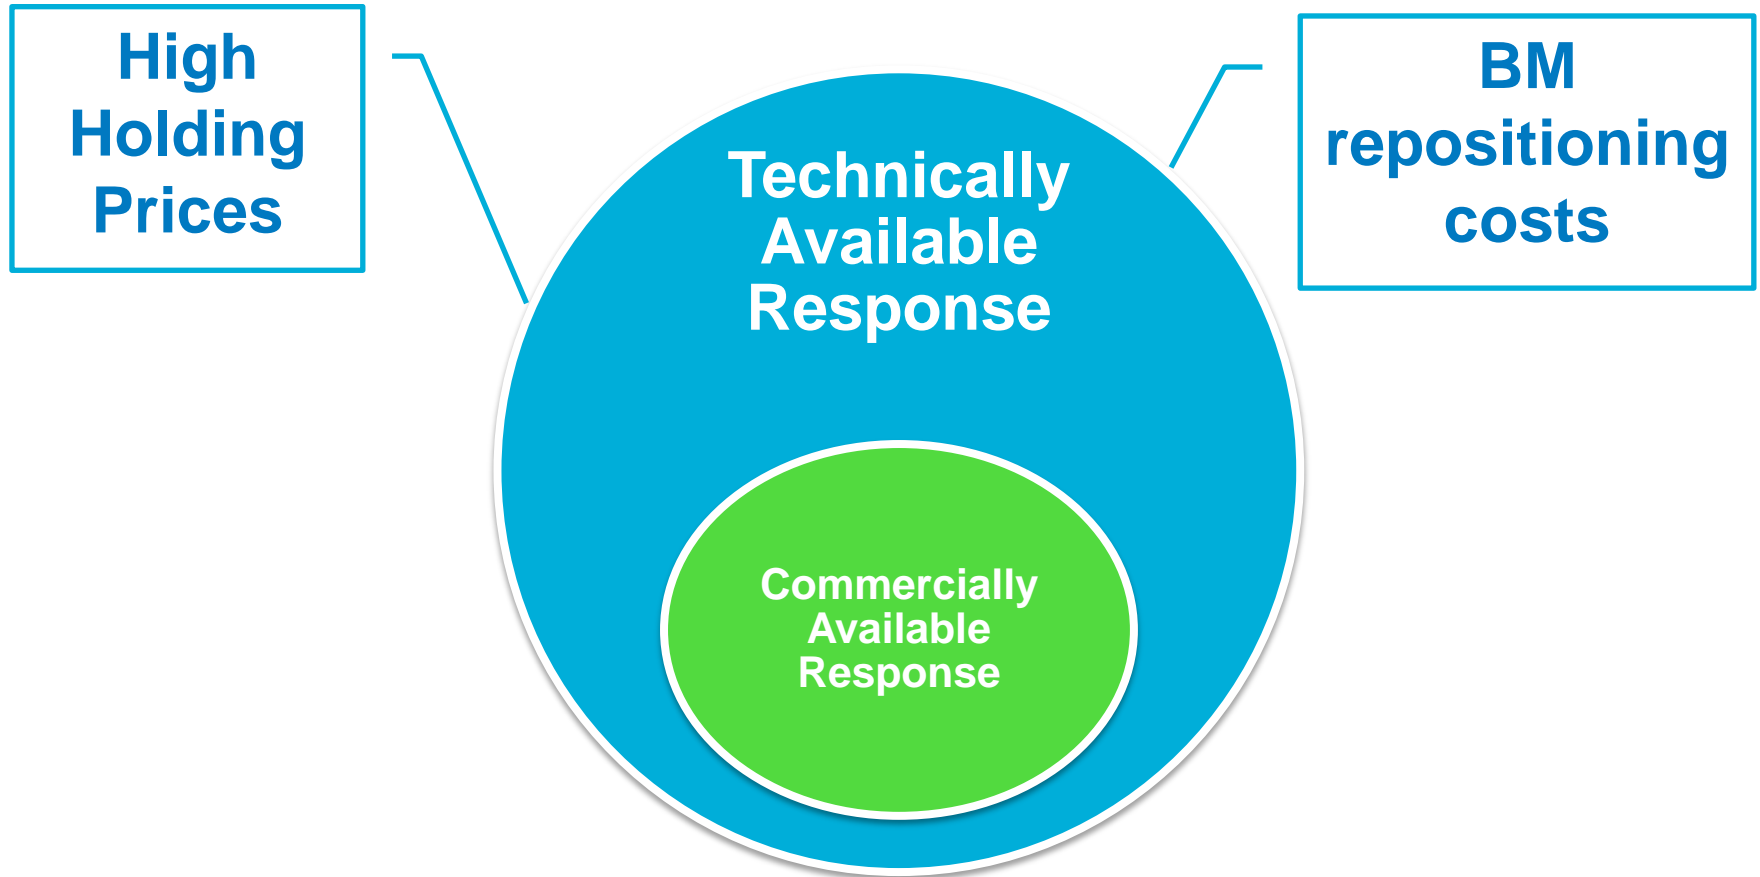 High
Holding
Prices
BM
repositioning
costs
Technically
Available
Response
Commercially
Available
Response